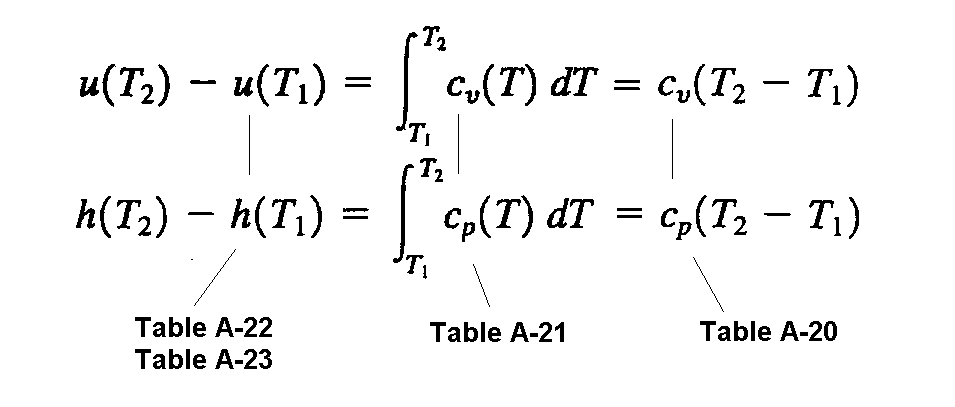 u(T₂) − u(T₁) = ∫_{T₁}^{T₂} c_v(T) dT = c_v(T₂ − T₁)
h(T₂) − h(T₁) = ∫_{T₁}^{T₂} c_p(T) dT = c_p(T₂ − T₁)
Table A-22 Table A-21 Table A-20
Table A-23